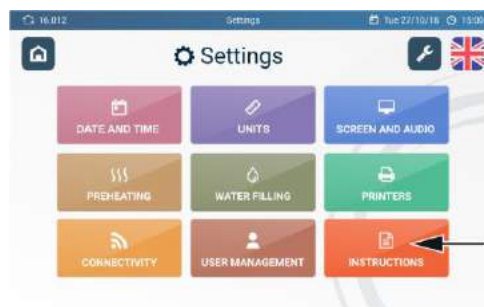 16.012 Settings Tue 27/10/18 15:00
Settings
DATE AND TIME UNITS SCREEN AND AUDIO
PREHEATING WATER FILLING PRINTERS
CONNECTIVITY USER MANAGEMENT INSTRUCTIONS